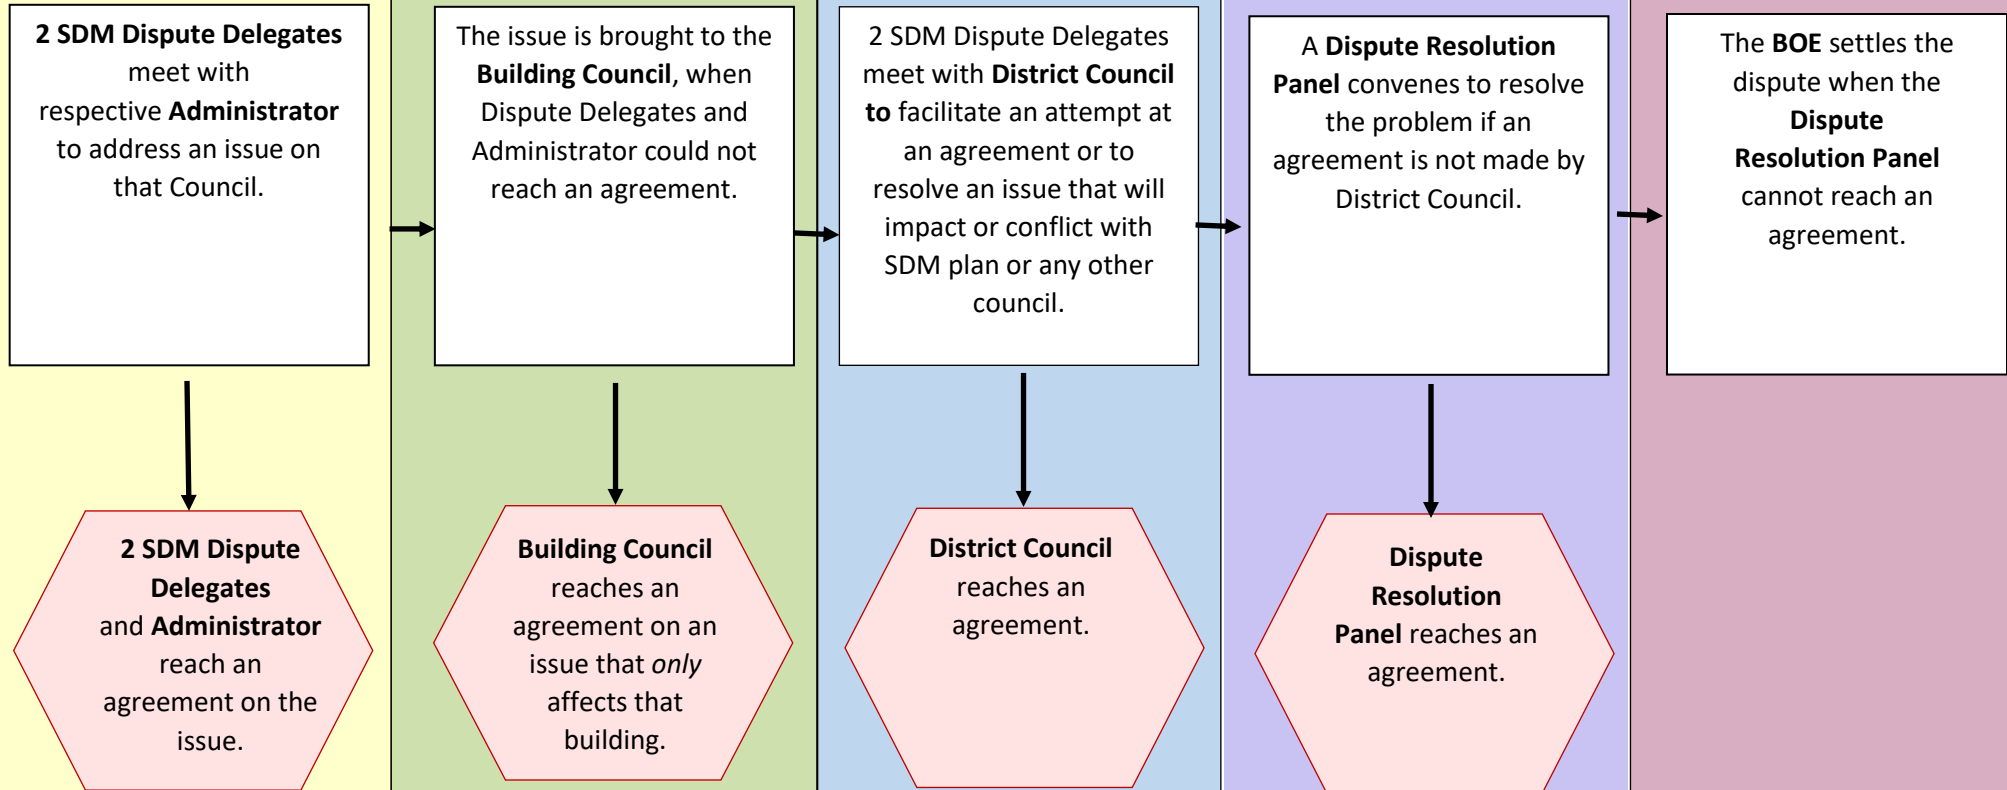 2 SDM Dispute Delegates
meet with
respective Administrator
to address an issue on
that Council.
The issue is brought to the
Building Council, when
Dispute Delegates and
Administrator could not
reach an agreement.
2 SDM Dispute Delegates
meet with District Council
to facilitate an attempt at
an agreement or to
resolve an issue that will
impact or conflict with
SDM plan or any other
council.
A Dispute Resolution
Panel convenes to resolve
the problem if an
agreement is not made by
District Council.
The BOE settles the
dispute when the
Dispute
Resolution Panel
cannot reach an
agreement.
2 SDM Dispute
Delegates
and Administrator
reach an
agreement on the
issue.
Building Council
reaches an
agreement on an
issue that only
affects that
building.
District Council
reaches an
agreement.
Dispute
Resolution
Panel reaches an
agreement.